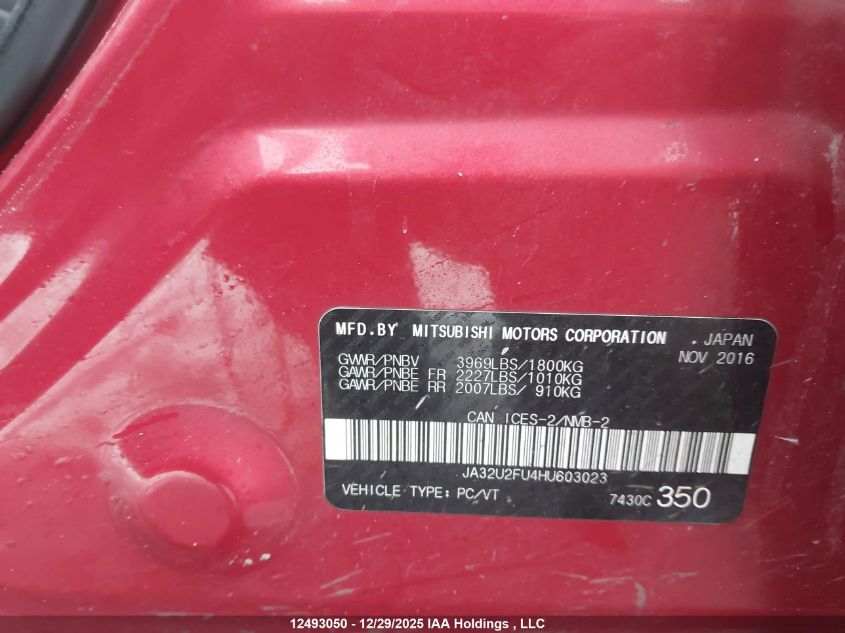 MFD.BY MITSUBISHI MOTORS CORPORATION . JAPAN
NOV 2016
GVWR/PNBV 3969LBS/1800KG
GAWR/PNBE FR 2227LBS/1010KG
GAWR/PNBE RR 2007LBS/ 910KG
CAN ICES-2/NMB-2
JA32U2FU4HU603023
VEHICLE TYPE: PC/VT 7430C 350
12493050 - 12/29/2025 IAA Holdings , LLC